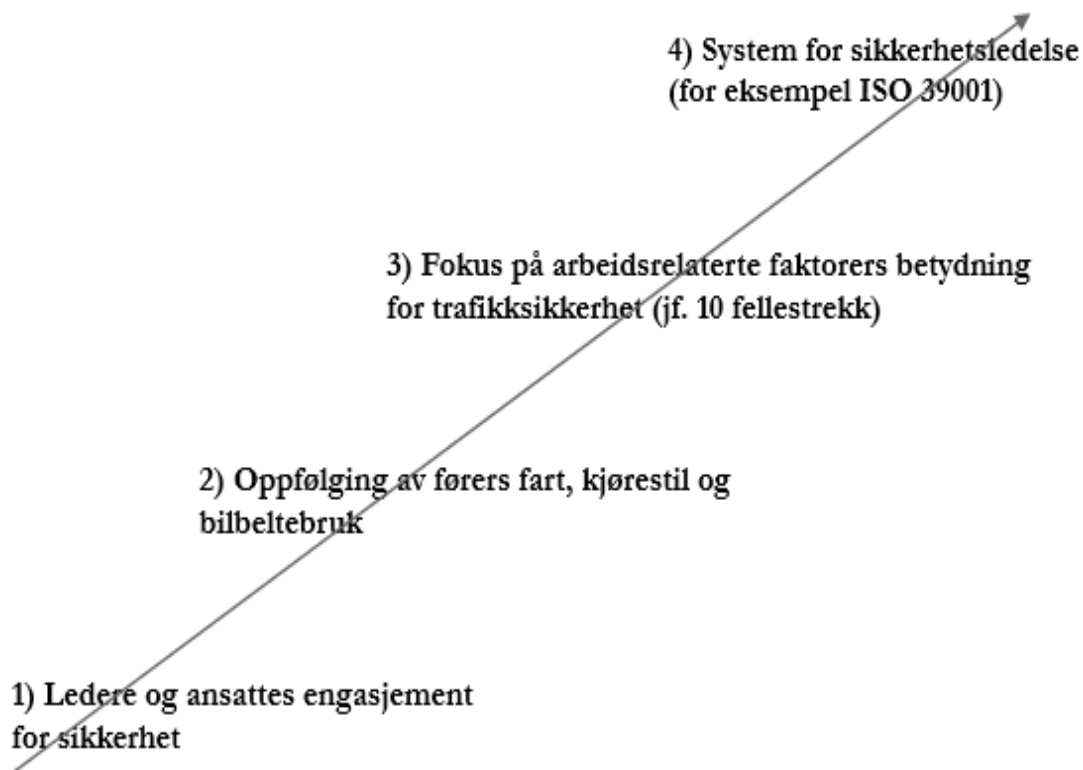 4) System for sikkerhetsledelse
(for eksempel ISO 39001)
3) Fokus på arbeidsrelaterte faktorers betydning
for trafikksikkerhet (jf. 10 fellestrekk)
2) Oppfølging av førers fart, kjørestil og
bilbeltebruk
1) Ledere og ansattes engasjement
for sikkerhet